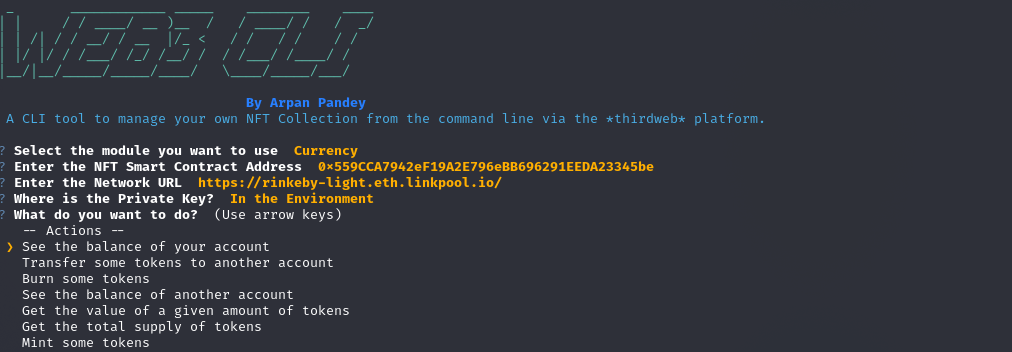 WEB3 CLI
By Arpan Pandey
A CLI tool to manage your own NFT Collection from the command line via the *thirdweb* platform.
? Select the module you want to use  Currency
? Enter the NFT Smart Contract Address  0×559CCA7942eF19A2E796eBB696291EEDA23345be
? Enter the Network URL  https://rinkeby-light.eth.linkpool.io/
? Where is the Private Key?  In the Environment
? What do you want to do?  (Use arrow keys)
-- Actions --
❯ See the balance of your account
Transfer some tokens to another account
Burn some tokens
See the balance of another account
Get the value of a given amount of tokens
Get the total supply of tokens
Mint some tokens